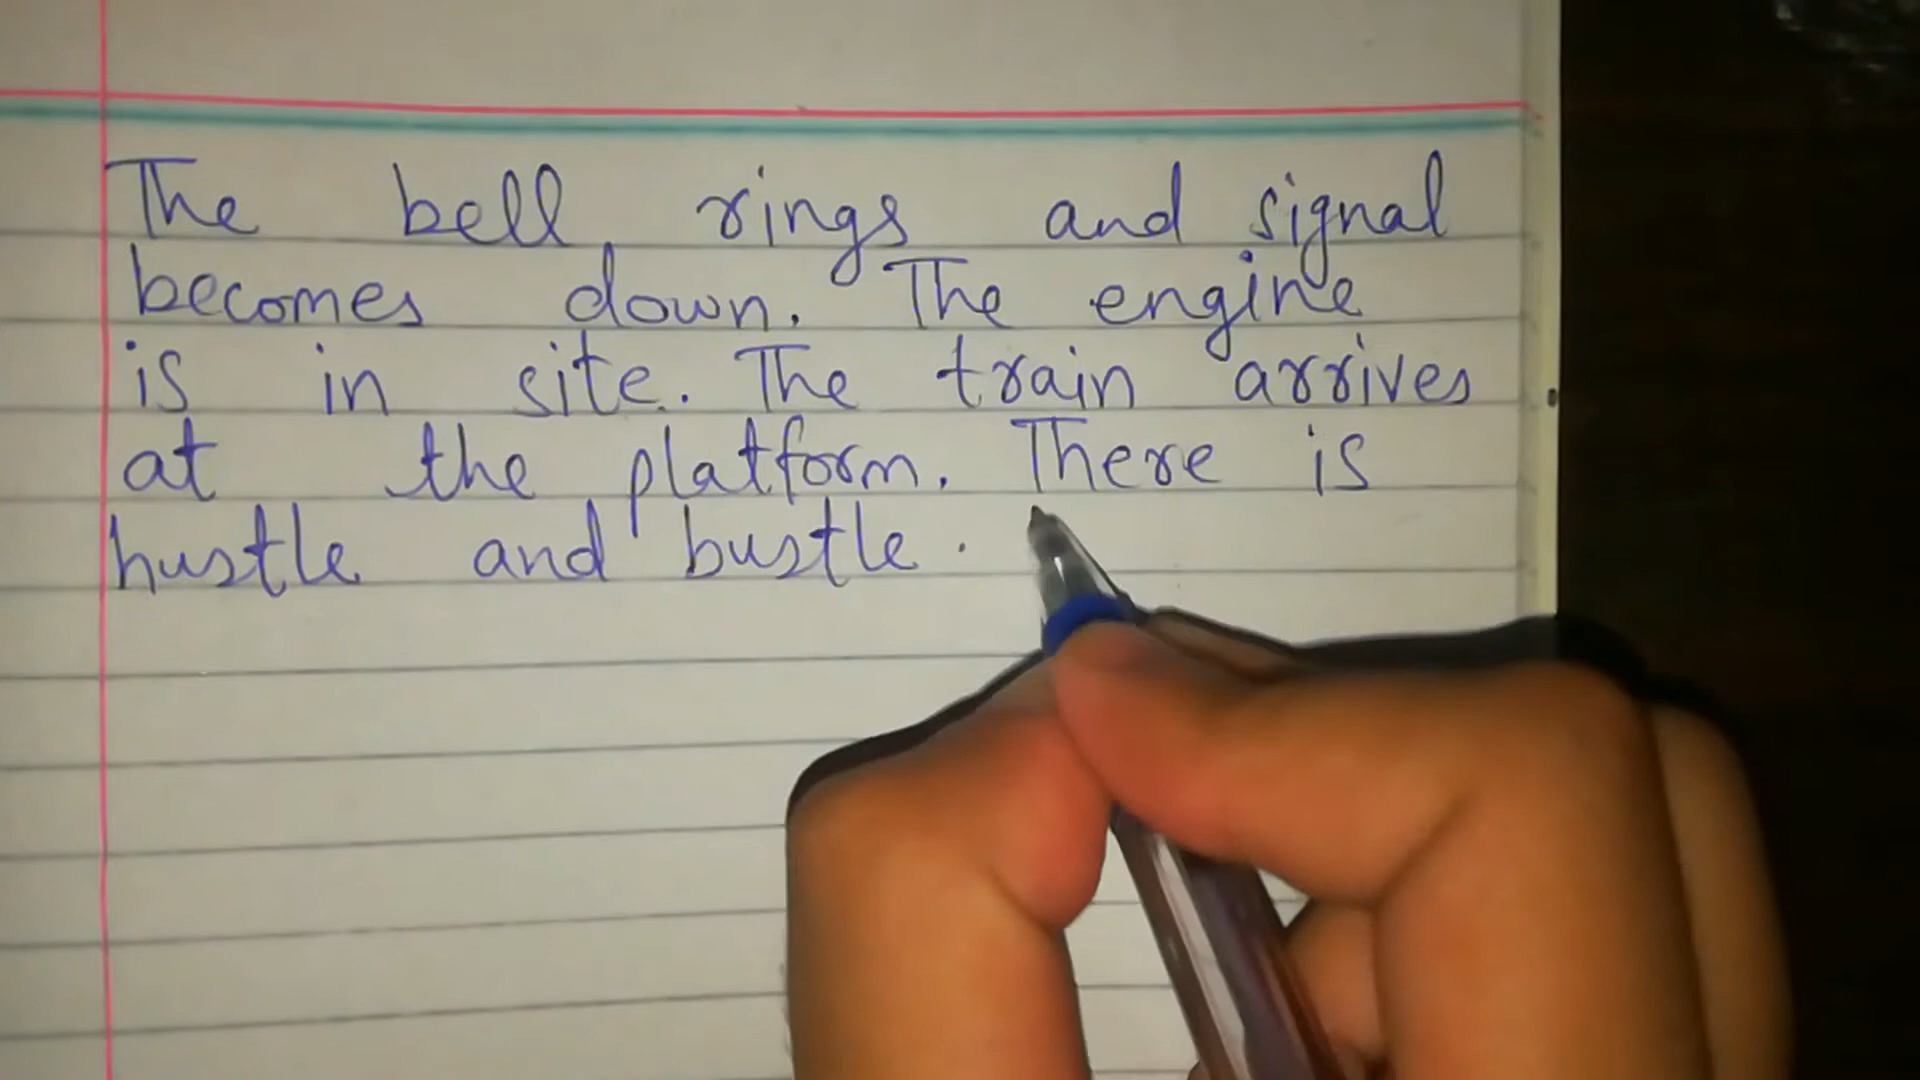 The bell rings and signal
becomes down. The engine
is in site. The train arrives
at the platform. There is
hustle and bustle.